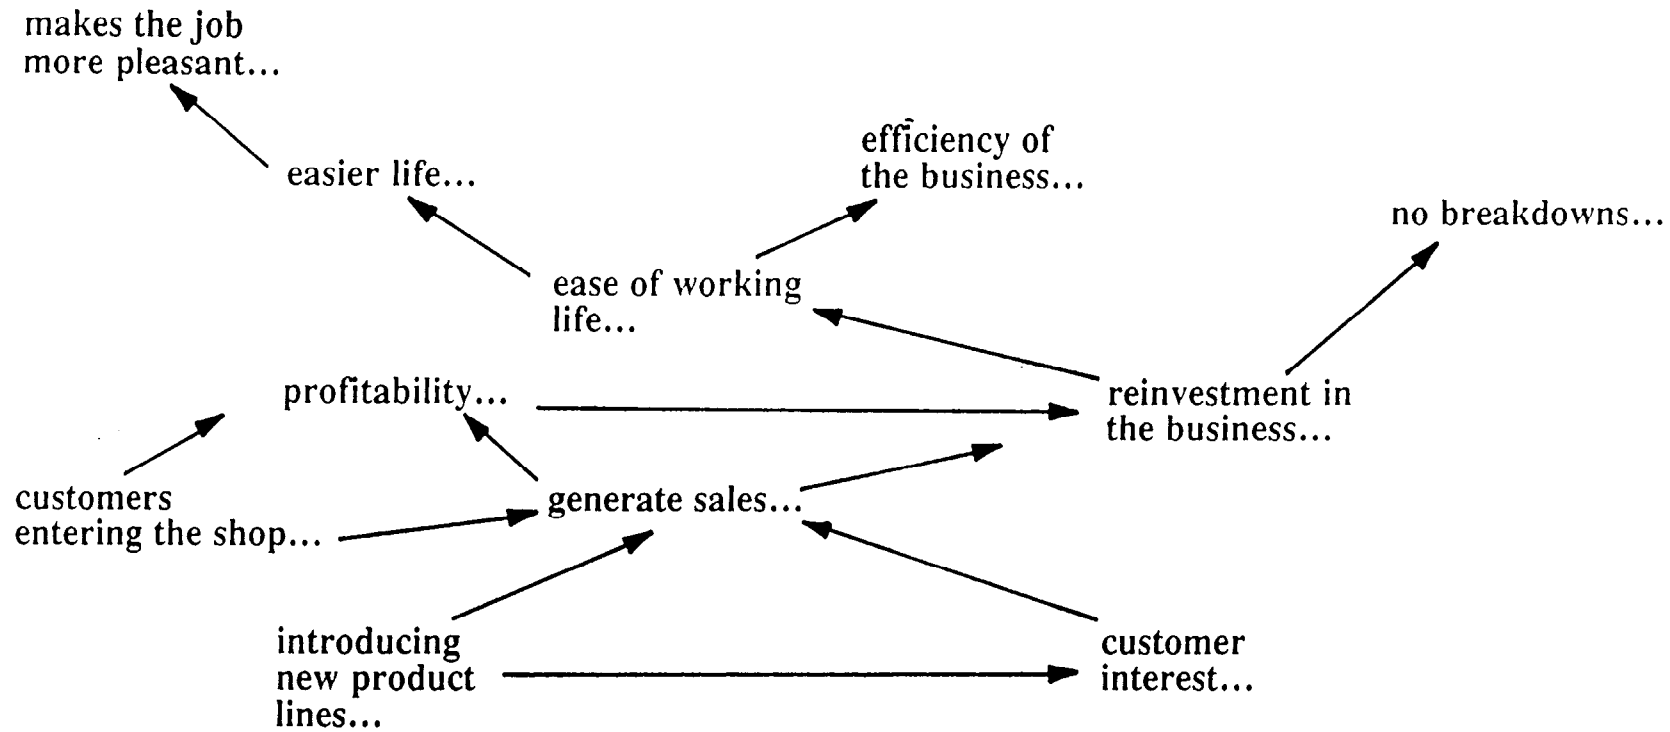 makes the job
more pleasant...
easier life...
efficiency of
the business...
no breakdowns...
ease of working
life...
profitability...
reinvestment in
the business...
customers
entering the shop...
generate sales...
introducing
new product
lines...
customer
interest...